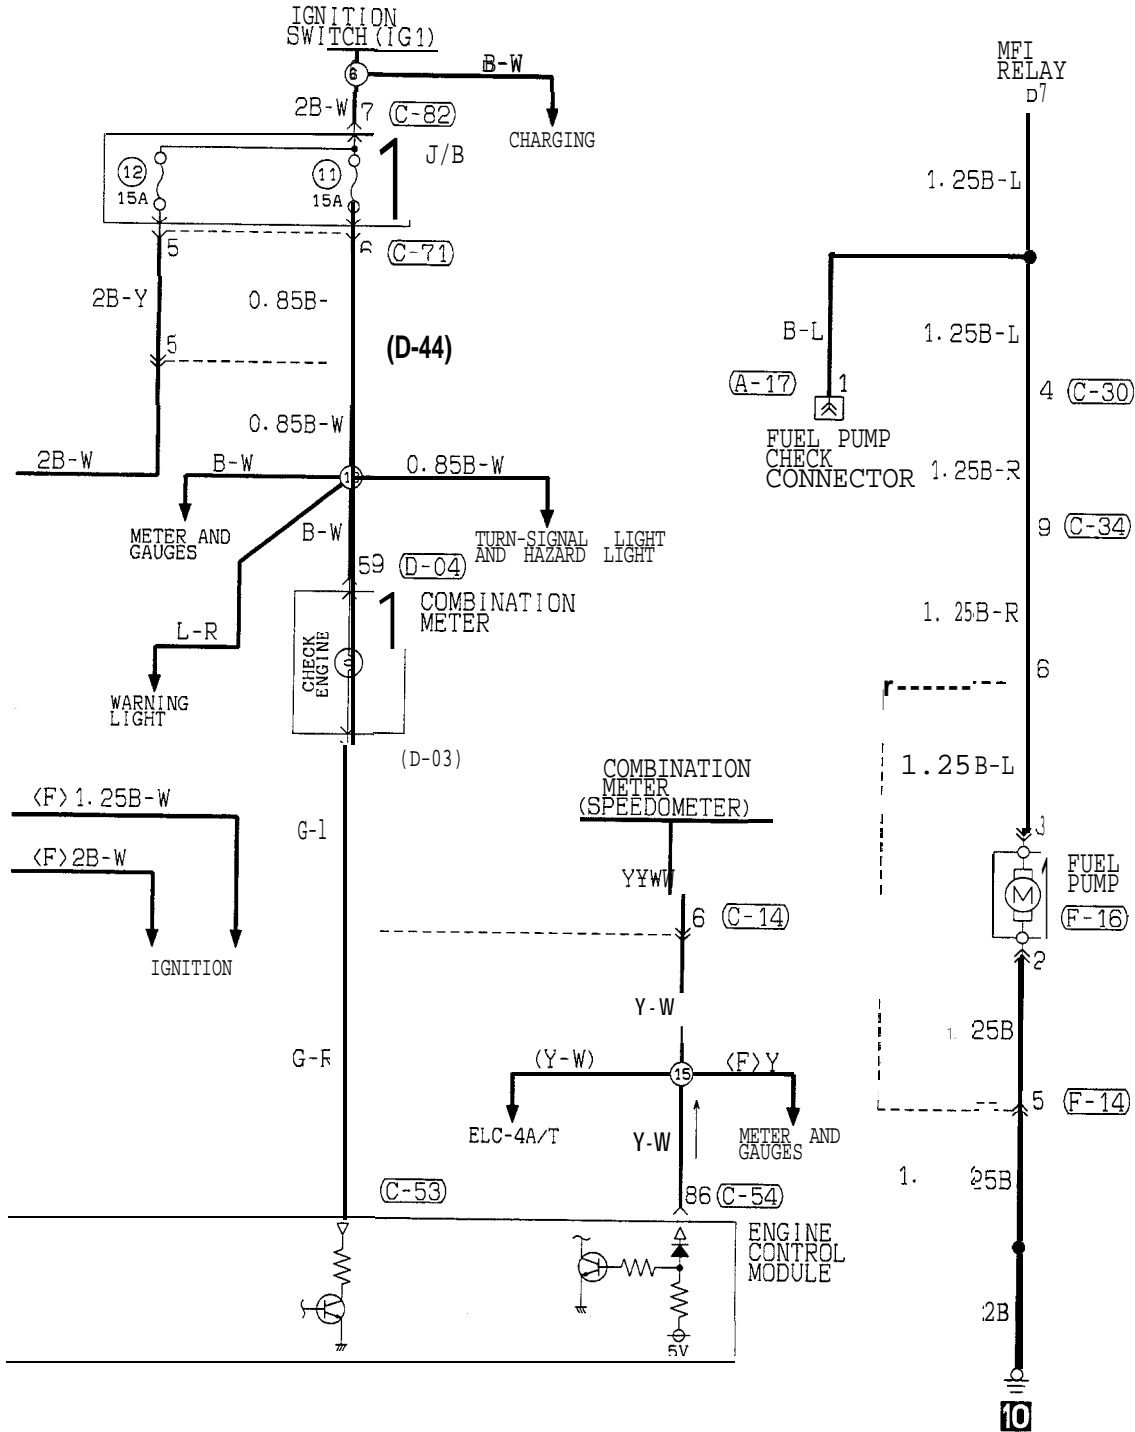 IGNITION
SWITCH (IG1)
6
B-W
CHARGING
2B-W
7
(C-82)
J/B
12
15A
11
15A
5
6
(C-71)
2B-Y
0.85B-
5
(D-44)
0.85B-W
2B-W
B-W
0.85B-W
METER AND
GAUGES
B-W
TURN-SIGNAL LIGHT
AND HAZARD LIGHT
59
(D-04)
COMBINATION
METER
CHECK
ENGINE
L-R
WARNING
LIGHT
(D-03)
<F>1.25B-W
<F>2B-W
IGNITION
G-
G-R
COMBINATION
METER
(SPEEDOMETER)
6
(C-14)
Y-W
(Y-W)
15
<F>Y
ELC-4A/T
Y-W
METER AND
GAUGES
(C-53)
86
(C-54)
ENGINE
CONTROL
MODULE
5V
MFI
RELAY
D7
1.25B-L
B-L
1.25B-L
(A-17)
1
4
(C-30)
FUEL PUMP
CHECK
CONNECTOR
1.25B-R
9
(C-34)
1.25B-R
6
1.25B-L
3
M
FUEL
PUMP
(F-16)
2
1.25B
5
(F-14)
1.25B
2B
10